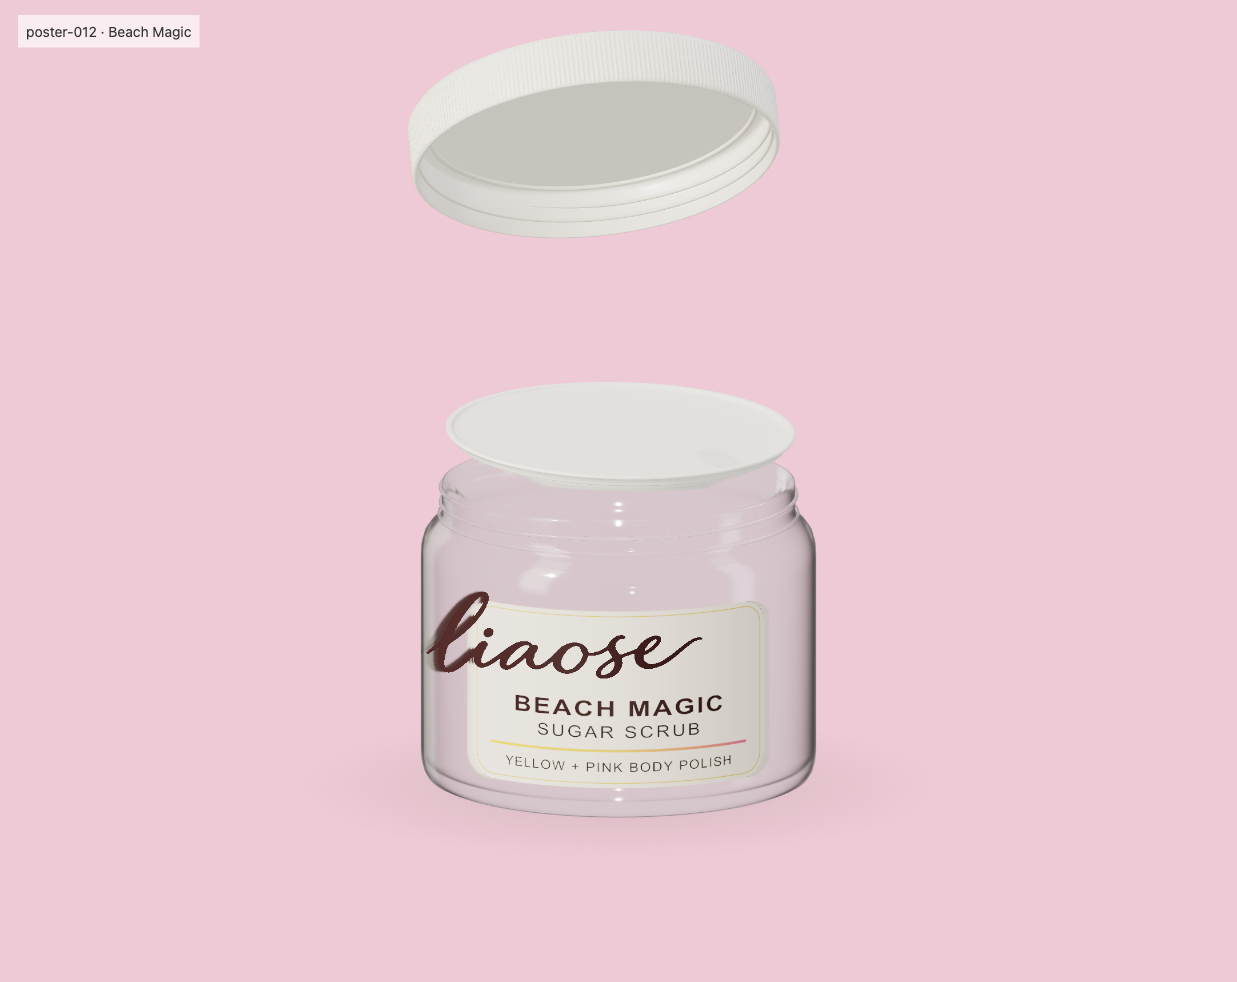 poster-012 · Beach Magic
liaose
BEACH MAGIC
SUGAR SCRUB
YELLOW + PINK BODY POLISH